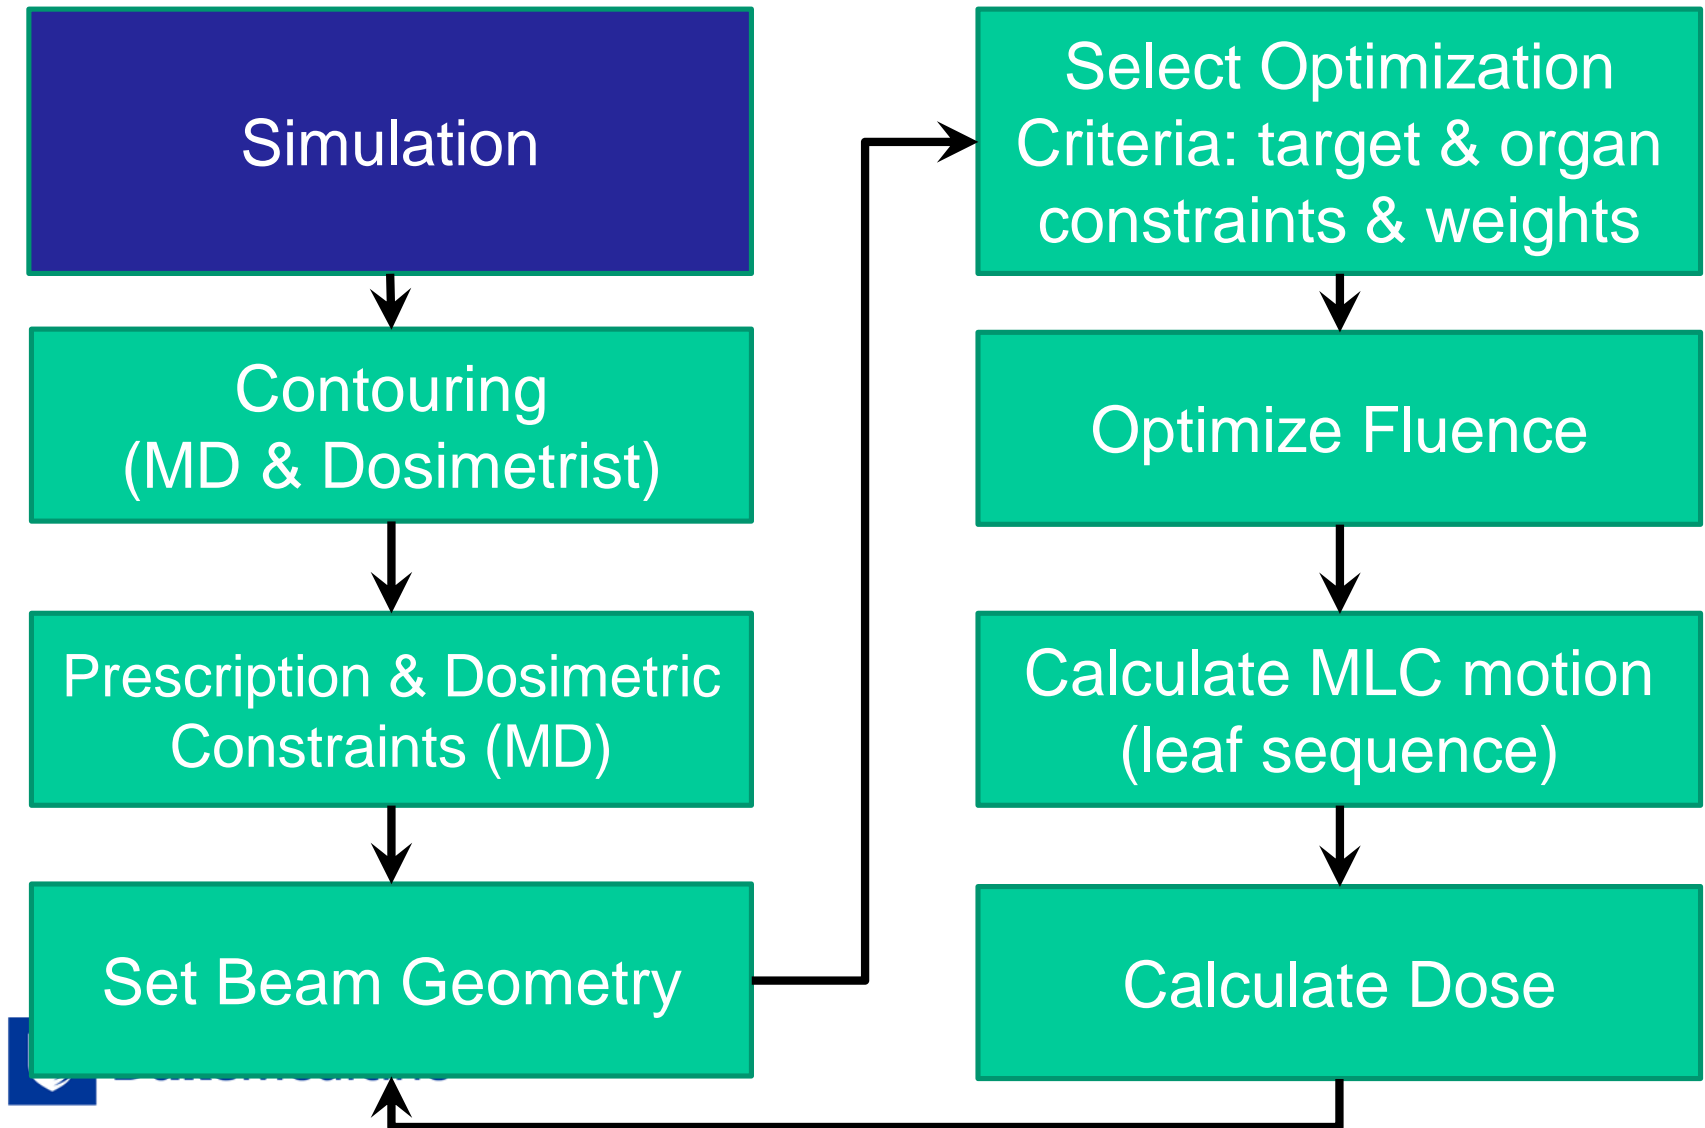 Simulation
Contouring
(MD & Dosimetrist)
Prescription & Dosimetric
Constraints (MD)
Set Beam Geometry
Select Optimization
Criteria: target & organ
constraints & weights
Optimize Fluence
Calculate MLC motion
(leaf sequence)
Calculate Dose